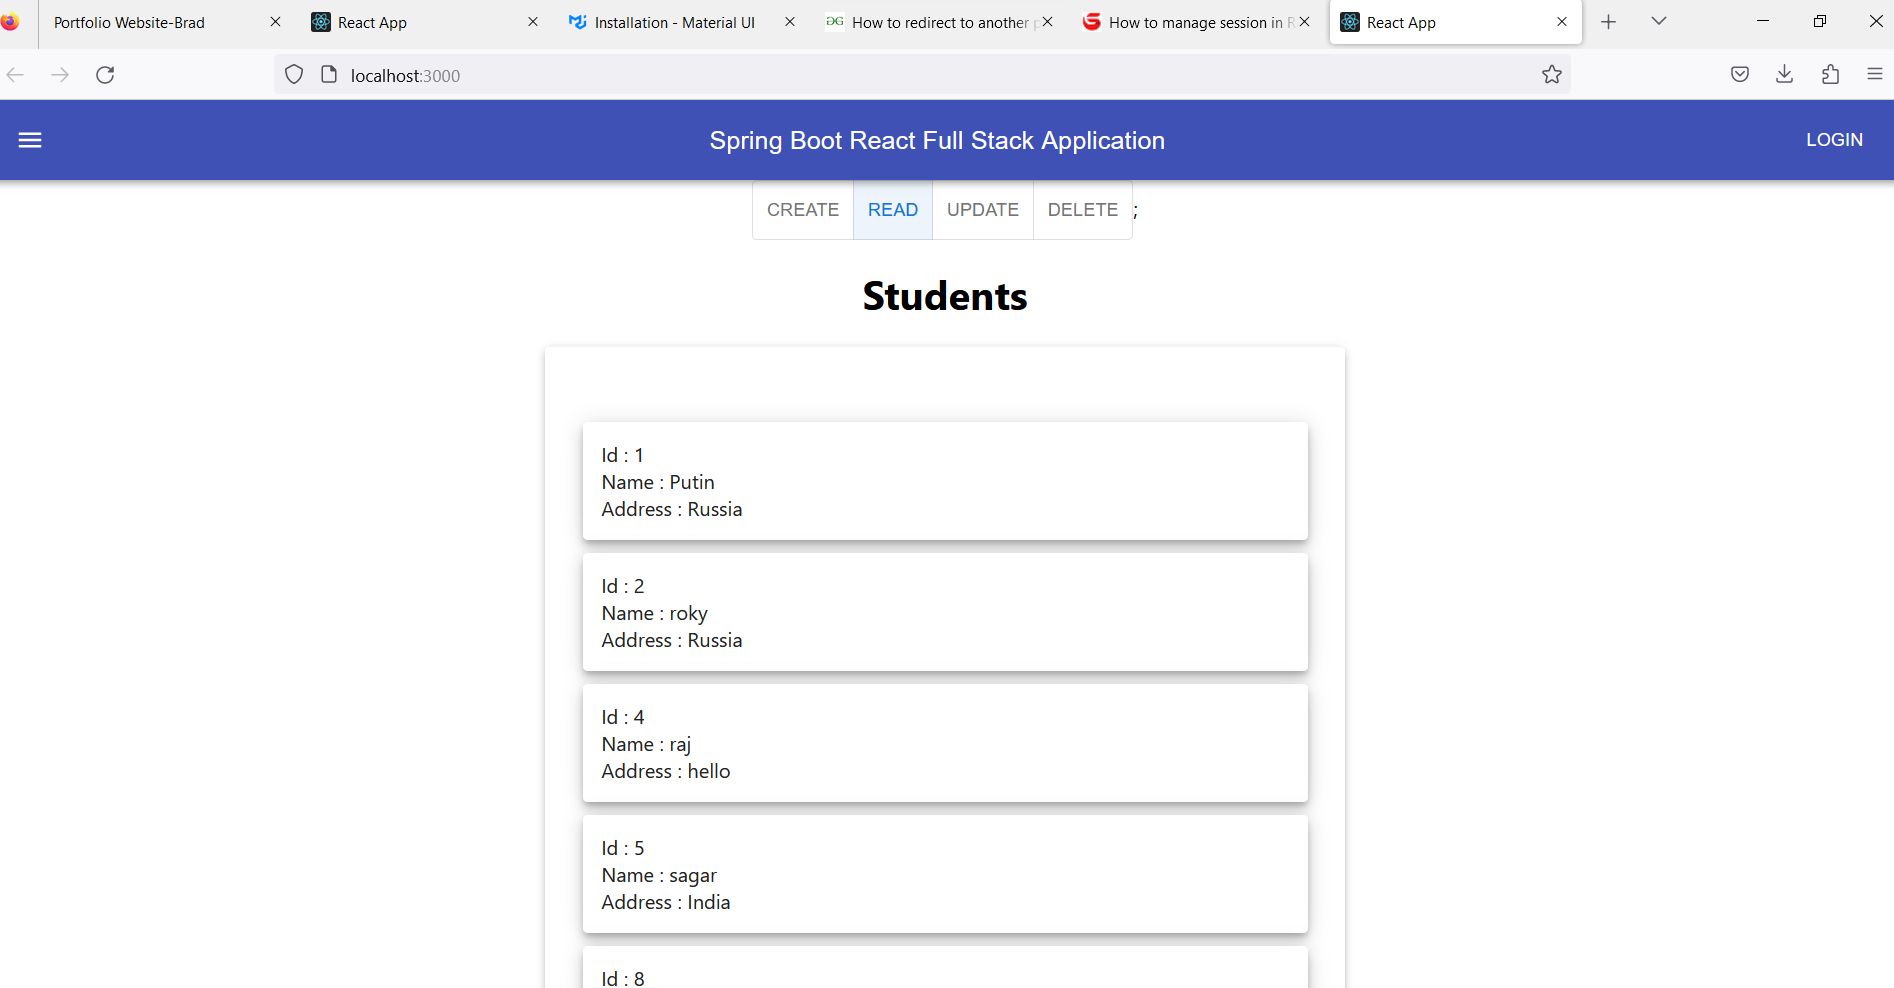 Portfolio Website-Brad
React App
Installation - Material UI
How to redirect to another p
How to manage session in R
React App
localhost:3000
Spring Boot React Full Stack Application
LOGIN
CREATE READ UPDATE DELETE ;
Students
Id : 1
Name : Putin
Address : Russia
Id : 2
Name : roky
Address : Russia
Id : 4
Name : raj
Address : hello
Id : 5
Name : sagar
Address : India
Id : 8